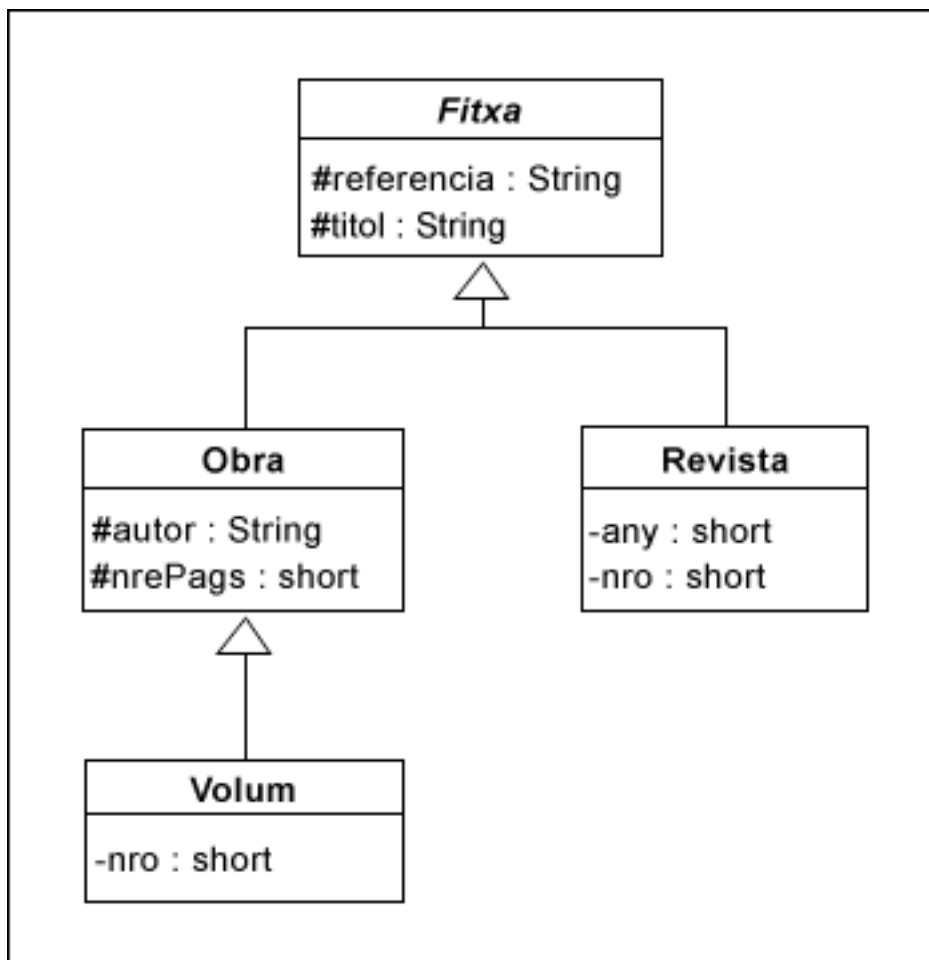 Fitxa
#referencia : String
#titol : String
Obra
#autor : String
#nrePags : short
Revista
-any : short
-nro : short
Volum
-nro : short